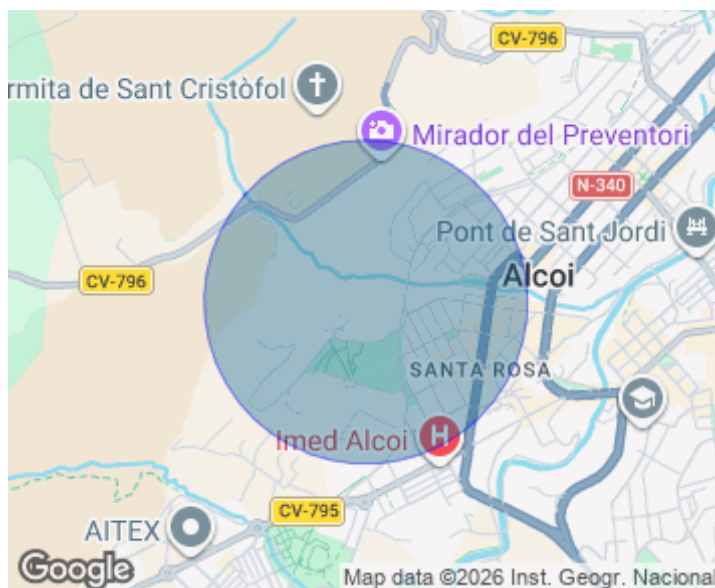 CV-796
rmita de Sant Cristòfol
Mirador del Preventori
N-340
Pont de Sant Jordi
Alcoi
CV-796
SANTA ROSA
Imed Alcoi
H
CV-795
AITEX
Google
Map data ©2026 Inst. Geogr. Nacional